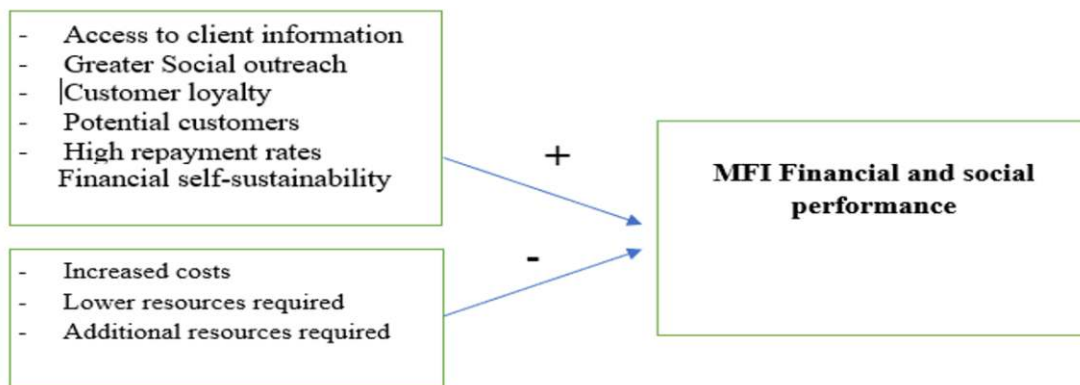 - Access to client information
- Greater Social outreach
- Customer loyalty
- Potential customers
- High repayment rates
Financial self-sustainability
+
MFI Financial and social
performance
-
- Increased costs
- Lower resources required
- Additional resources required